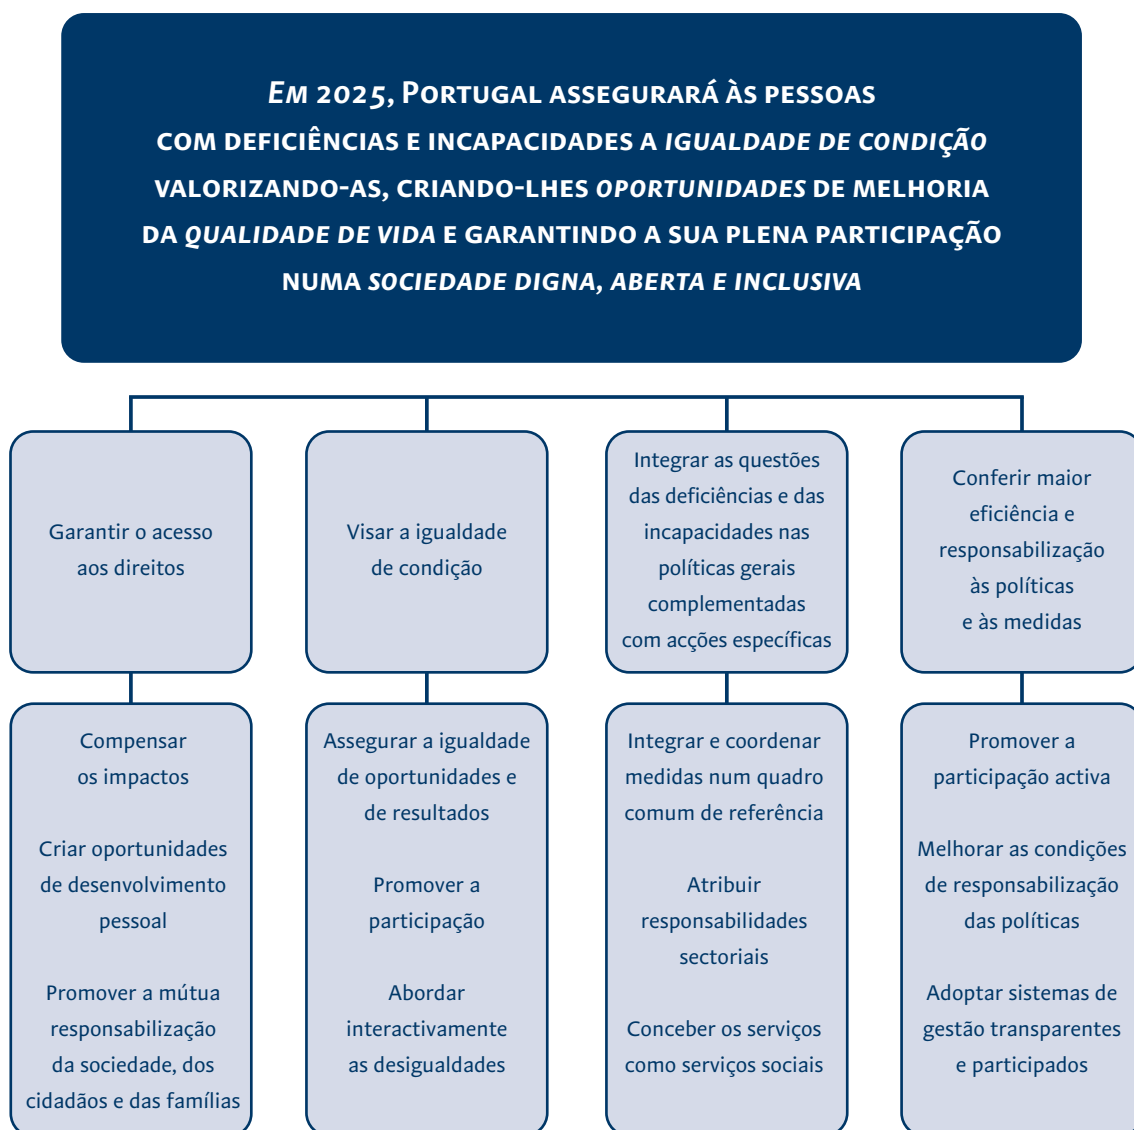 Em 2025, Portugal assegurará às pessoas
com deficiências e incapacidades a igualdade de condição
valorizando-as, criando-lhes oportunidades de melhoria
da qualidade de vida e garantindo a sua plena participação
numa sociedade digna, aberta e inclusiva
Garantir o acesso
aos direitos
Visar a igualdade
de condição
Integrar as questões
das deficiências e das
incapacidades nas
políticas gerais
complementadas
com acções específicas
Conferir maior
eficiência e
responsabilização
às políticas
e às medidas
Compensar
os impactos
Criar oportunidades
de desenvolvimento
pessoal
Promover a mútua
responsabilização
da sociedade, dos
cidadãos e das famílias
Assegurar a igualdade
de oportunidades e
de resultados
Promover a
participação
Abordar
interactivamente
as desigualdades
Integrar e coordenar
medidas num quadro
comum de referência
Atribuir
responsabilidades
sectoriais
Conceber os serviços
como serviços sociais
Promover a
participação activa
Melhorar as condições
de responsabilização
das políticas
Adoptar sistemas de
gestão transparentes
e participados